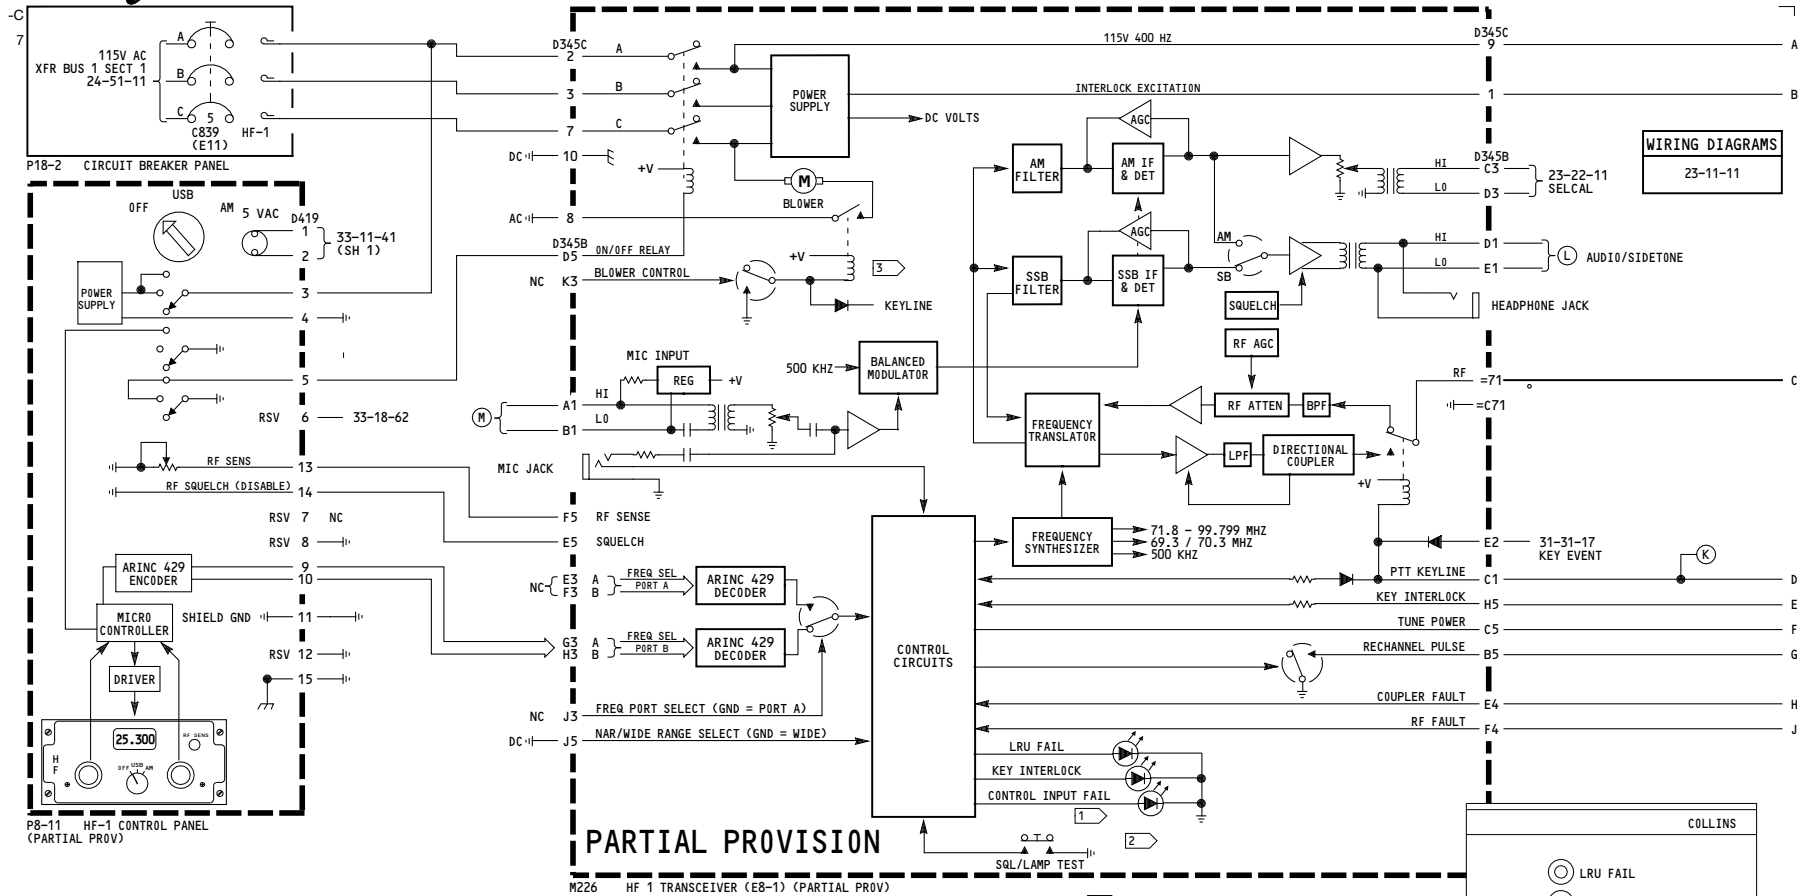 -C
7
115V AC
XFR BUS 1 SECT 1
24-51-11
A
B
C
5
C839
(E11)
HF-1
P18-2 CIRCUIT BREAKER PANEL
OFF
USB
AM
5 VAC
D419
1
2
33-11-41
(SH 1)
POWER
SUPPLY
3
4
5
RSV 6 33-18-62
RF SENS 13
RF SQUELCH (DISABLE) 14
RSV 7 NC
RSV 8
ARINC 429
ENCODER
9
10
MICRO
CONTROLLER
SHIELD GND 11
RSV 12
DRIVER
15
25.300
RF SENS
H
F
OFF USB AM
P8-11 HF-1 CONTROL PANEL
(PARTIAL PROV)
D345C
2 A
3 B
7 C
DC 10
AC 8
D345B
D5 ON/OFF RELAY
NC K3 BLOWER CONTROL
+V
M
BLOWER
+V
3
KEYLINE
POWER
SUPPLY
115V 400 HZ
INTERLOCK EXCITATION
DC VOLTS
D345C
9
1
A
B
MIC INPUT
REG
+V
M
A1 HI
B1 LO
MIC JACK
500 KHZ
BALANCED
MODULATOR
AM
FILTER
AM IF
& DET
AGC
SSB
FILTER
SSB IF
& DET
AGC
AM
SB
SQUELCH
RF AGC
HI
LO
D345B
C3
D3
23-22-11
SELCAL
HI
LO
D1
E1
L
AUDIO/SIDETONE
HEADPHONE JACK
WIRING DIAGRAMS
23-11-11
FREQUENCY
TRANSLATOR
RF ATTEN
BPF
LPF
DIRECTIONAL
COUPLER
+V
RF
=71
=C71
C
FREQUENCY
SYNTHESIZER
71.8 - 99.799 MHZ
69.3 / 70.3 MHZ
500 KHZ
E2
31-31-17
KEY EVENT
K
F5 RF SENSE
E5 SQUELCH
NC
E3 A
F3 B
FREQ SEL
PORT A
ARINC 429
DECODER
G3 A
H3 B
FREQ SEL
PORT B
ARINC 429
DECODER
NC J3 FREQ PORT SELECT (GND = PORT A)
DC J5 NAR/WIDE RANGE SELECT (GND = WIDE)
CONTROL
CIRCUITS
PTT KEYLINE C1 D
KEY INTERLOCK H5 E
TUNE POWER C5 F
RECHANNEL PULSE B5 G
COUPLER FAULT E4 H
RF FAULT F4 J
LRU FAIL
KEY INTERLOCK
CONTROL INPUT FAIL
1
2
SQL/LAMP TEST
PARTIAL PROVISION
M226 HF 1 TRANSCEIVER (E8-1) (PARTIAL PROV)
COLLINS
LRU FAIL